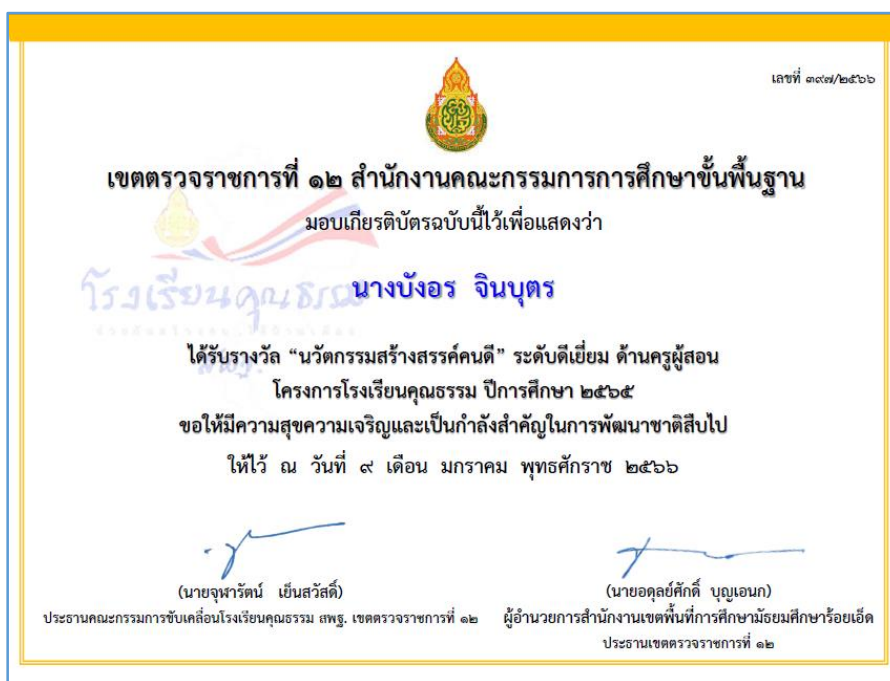 เลขที่ ๓๙๗/๒๕๖๖
เขตตรวจราชการที่ ๑๒ สำนักงานคณะกรรมการการศึกษาขั้นพื้นฐาน
มอบเกียรติบัตรฉบับนี้ไว้เพื่อแสดงว่า
โรงเรียนคุณธรรม
นางบังอร จินบุตร
สพฐ.
ได้รับรางวัล “นวัตกรรมสร้างสรรค์คนดี” ระดับดีเยี่ยม ด้านครูผู้สอน
โครงการโรงเรียนคุณธรรม ปีการศึกษา ๒๕๖๕
ขอให้มีความสุขความเจริญและเป็นกำลังสำคัญในการพัฒนาชาติสืบไป
ให้ไว้ ณ วันที่ ๙ เดือน มกราคม พุทธศักราช ๒๕๖๖
(นายจุฬารัตน์ เย็นสวัสดิ์)
ประธานคณะกรรมการขับเคลื่อนโรงเรียนคุณธรรม สพฐ. เขตตรวจราชการที่ ๑๒
(นายอดุลย์ศักดิ์ บุญเอนก)
ผู้อำนวยการสำนักงานเขตพื้นที่การศึกษามัธยมศึกษาร้อยเอ็ด
ประธานเขตตรวจราชการที่ ๑๒